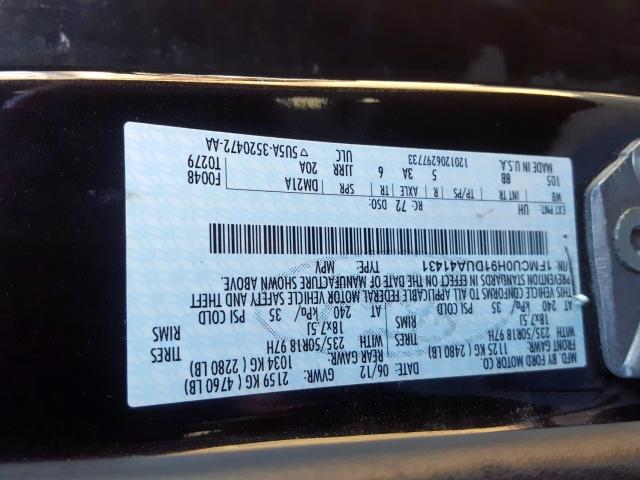 MFD BY FORD MOTOR CO.
DATE: 06/12 GVWR: 2159 KG ( 4760 LB)
FRONT GAWR: REAR GAWR:
1125 KG ( 2480 LB) 1034 KG ( 2280 LB)
WITH 235/50R18 97H TIRES WITH 235/50R18 97H TIRES
18x7.5J RIMS 18x7.5J RIMS
AT 240 kPa/ 35 PSI COLD AT 240 kPa/ 35 PSI COLD
THIS VEHICLE CONFORMS TO ALL APPLICABLE FEDERAL MOTOR VEHICLE SAFETY AND THEFT
PREVENTION STANDARDS IN EFFECT ON THE DATE OF MANUFACTURE SHOWN ABOVE.
VIN: 1FMCU0H91DUA41431 TYPE: MPV
EXT PNT: UH RC: 72 DSO: F0048
WB INT TR TP/PS R AXLE TR SPR DM21A T0279
105 8B 5 3A 6 JJRR 20A
MADE IN U.S.A. 120120629733 ULC ▽5U5A-3520472-AA